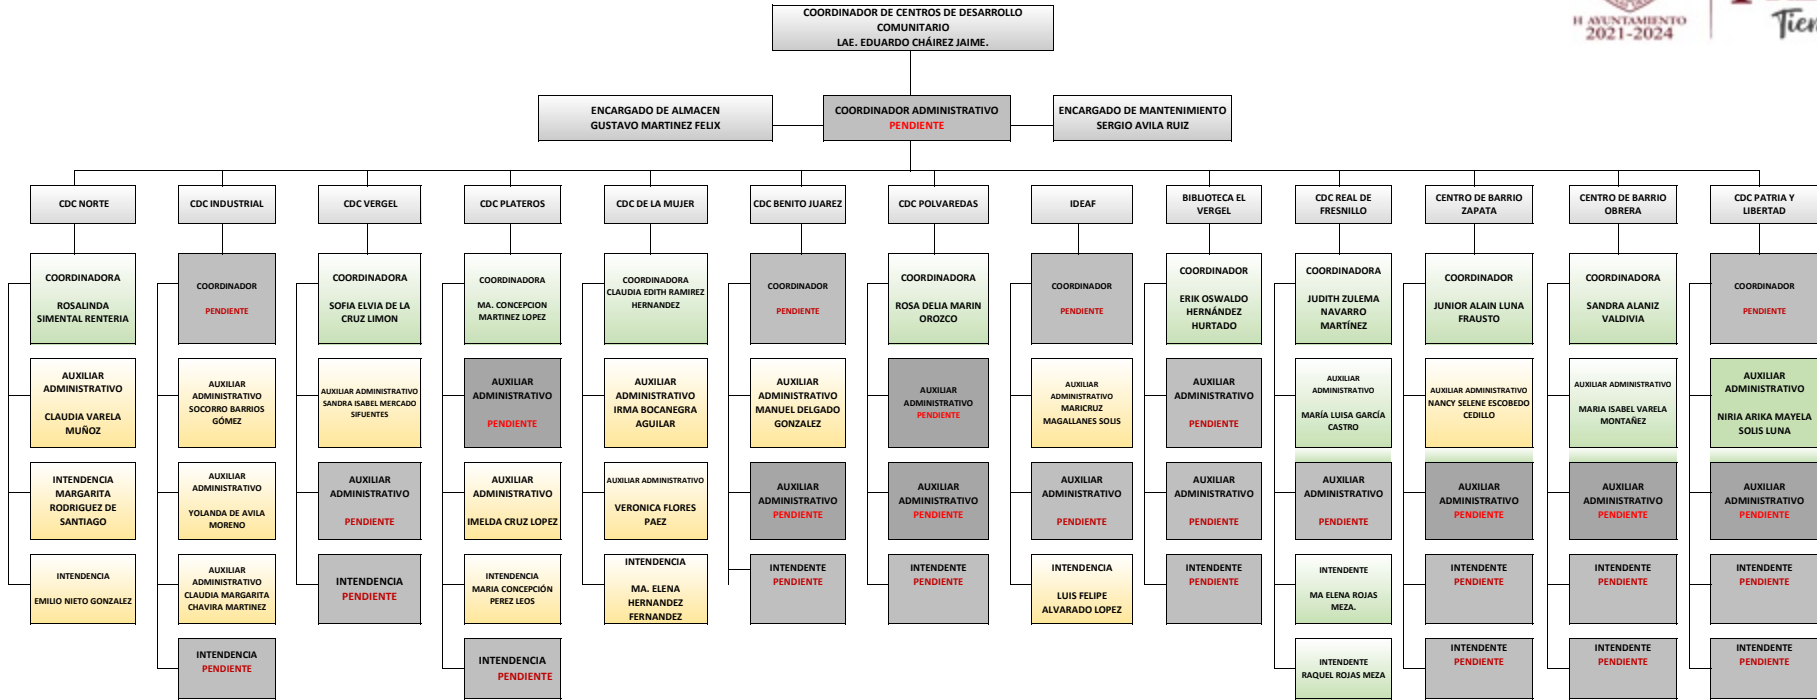 COORDINADOR DE CENTROS DE DESARROLLO
COMUNITARIO
LAE. EDUARDO CHÁIREZ JAIME.
H AYUNTAMIENTO
2021-2024
ENCARGADO DE ALMACEN
GUSTAVO MARTINEZ FELIX
COORDINADOR ADMINISTRATIVO
PENDIENTE
ENCARGADO DE MANTENIMIENTO
SERGIO AVILA RUIZ
CDC NORTE
COORDINADORA
ROSALINDA
SIMENTAL RENTERIA
AUXILIAR
ADMINISTRATIVO
CLAUDIA VARELA
MUÑOZ
INTENDENCIA
MARGARITA
RODRIGUEZ DE
SANTIAGO
INTENDENCIA
EMILIO NIETO GONZALEZ
CDC INDUSTRIAL
COORDINADOR
PENDIENTE
AUXILIAR
ADMINISTRATIVO
SOCORRO BARRIOS
GÓMEZ
AUXILIAR
ADMINISTRATIVO
YOLANDA DE AVILA
MORENO
AUXILIAR
ADMINISTRATIVO
CLAUDIA MARGARITA
CHAVIRA MARTINEZ
INTENDENCIA
PENDIENTE
CDC VERGEL
COORDINADORA
SOFIA ELVIA DE LA
CRUZ LIMON
AUXILIAR ADMINISTRATIVO
SANDRA ISABEL MERCADO
SIFUENTES
AUXILIAR
ADMINISTRATIVO
PENDIENTE
INTENDENCIA
PENDIENTE
CDC PLATEROS
COORDINADORA
MA. CONCEPCION
MARTINEZ LOPEZ
AUXILIAR
ADMINISTRATIVO
PENDIENTE
AUXILIAR
ADMINISTRATIVO
IMELDA CRUZ LOPEZ
INTENDENCIA
MARIA CONCEPCIÓN
PEREZ LEOS
INTENDENCIA
PENDIENTE
CDC DE LA MUJER
COORDINADORA
CLAUDIA EDITH RAMIREZ
HERNANDEZ
AUXILIAR
ADMINISTRATIVO
IRMA BOCANEGRA
AGUILAR
AUXILIAR ADMINISTRATIVO
VERONICA FLORES
PAEZ
INTENDENCIA
MA. ELENA
HERNANDEZ
FERNANDEZ
CDC BENITO JUAREZ
COORDINADOR
PENDIENTE
AUXILIAR
ADMINISTRATIVO
MANUEL DELGADO
GONZALEZ
AUXILIAR
ADMINISTRATIVO
PENDIENTE
INTENDENTE
PENDIENTE
CDC POLVAREDAS
COORDINADORA
ROSA DELIA MARIN
OROZCO
AUXILIAR
ADMINISTRATIVO
PENDIENTE
AUXILIAR
ADMINISTRATIVO
PENDIENTE
INTENDENTE
PENDIENTE
IDEAF
COORDINADOR
PENDIENTE
AUXILIAR
ADMINISTRATIVO
MARICRUZ
MAGALLANES SOLIS
AUXILIAR
ADMINISTRATIVO
PENDIENTE
INTENDENCIA
LUIS FELIPE
ALVARADO LOPEZ
BIBLIOTECA EL
VERGEL
COORDINADOR
ERIK OSWALDO
HERNÁNDEZ
HURTADO
AUXILIAR
ADMINISTRATIVO
PENDIENTE
AUXILIAR
ADMINISTRATIVO
PENDIENTE
INTENDENTE
PENDIENTE
CDC REAL DE
FRESNILLO
COORDINADORA
JUDITH ZULEMA
NAVARRO
MARTÍNEZ
AUXILIAR
ADMINISTRATIVO
MARÍA LUISA GARCÍA
CASTRO
AUXILIAR
ADMINISTRATIVO
PENDIENTE
INTENDENTE
MA ELENA ROJAS
MEZA.
INTENDENTE
RAQUEL ROJAS MEZA
CENTRO DE BARRIO
ZAPATA
COORDINADOR
JUNIOR ALAIN LUNA
FRAUSTO
AUXILIAR ADMINISTRATIVO
NANCY SELENE ESCOBEDO
CEDILLO
AUXILIAR
ADMINISTRATIVO
PENDIENTE
INTENDENTE
PENDIENTE
INTENDENTE
PENDIENTE
CENTRO DE BARRIO
OBRERA
COORDINADORA
SANDRA ALANIZ
VALDIVIA
AUXILIAR ADMINISTRATIVO
MARIA ISABEL VARELA
MONTAÑEZ
AUXILIAR
ADMINISTRATIVO
PENDIENTE
INTENDENTE
PENDIENTE
INTENDENTE
PENDIENTE
CDC PATRIA Y
LIBERTAD
COORDINADOR
PENDIENTE
AUXILIAR
ADMINISTRATIVO
NIRIA ARIKA MAYELA
SOLIS LUNA
AUXILIAR
ADMINISTRATIVO
PENDIENTE
INTENDENTE
PENDIENTE
INTENDENTE
PENDIENTE